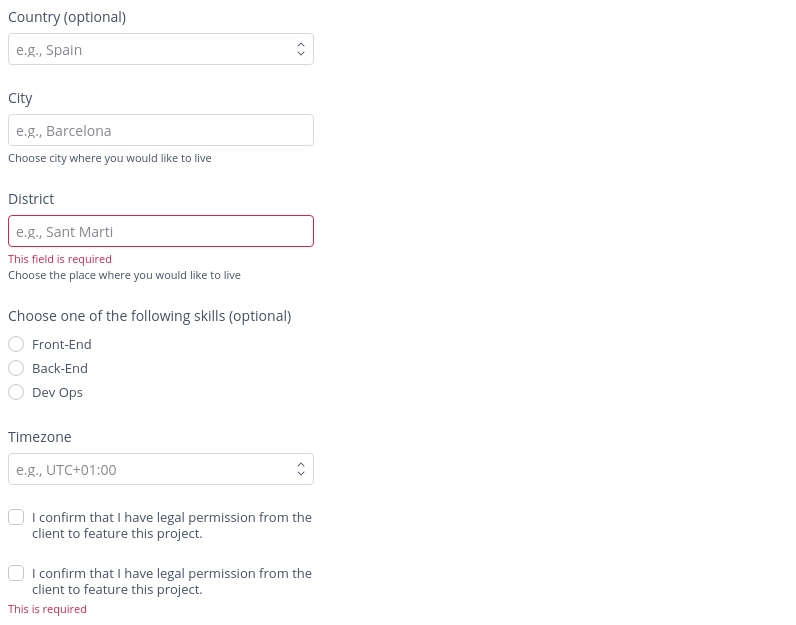 Country (optional)
e.g., Spain
City
e.g., Barcelona
Choose city where you would like to live
District
e.g., Sant Marti
This field is required
Choose the place where you would like to live
Choose one of the following skills (optional)
Front-End
Back-End
Dev Ops
Timezone
e.g., UTC+01:00
I confirm that I have legal permission from the
client to feature this project.
I confirm that I have legal permission from the
client to feature this project.
This is required